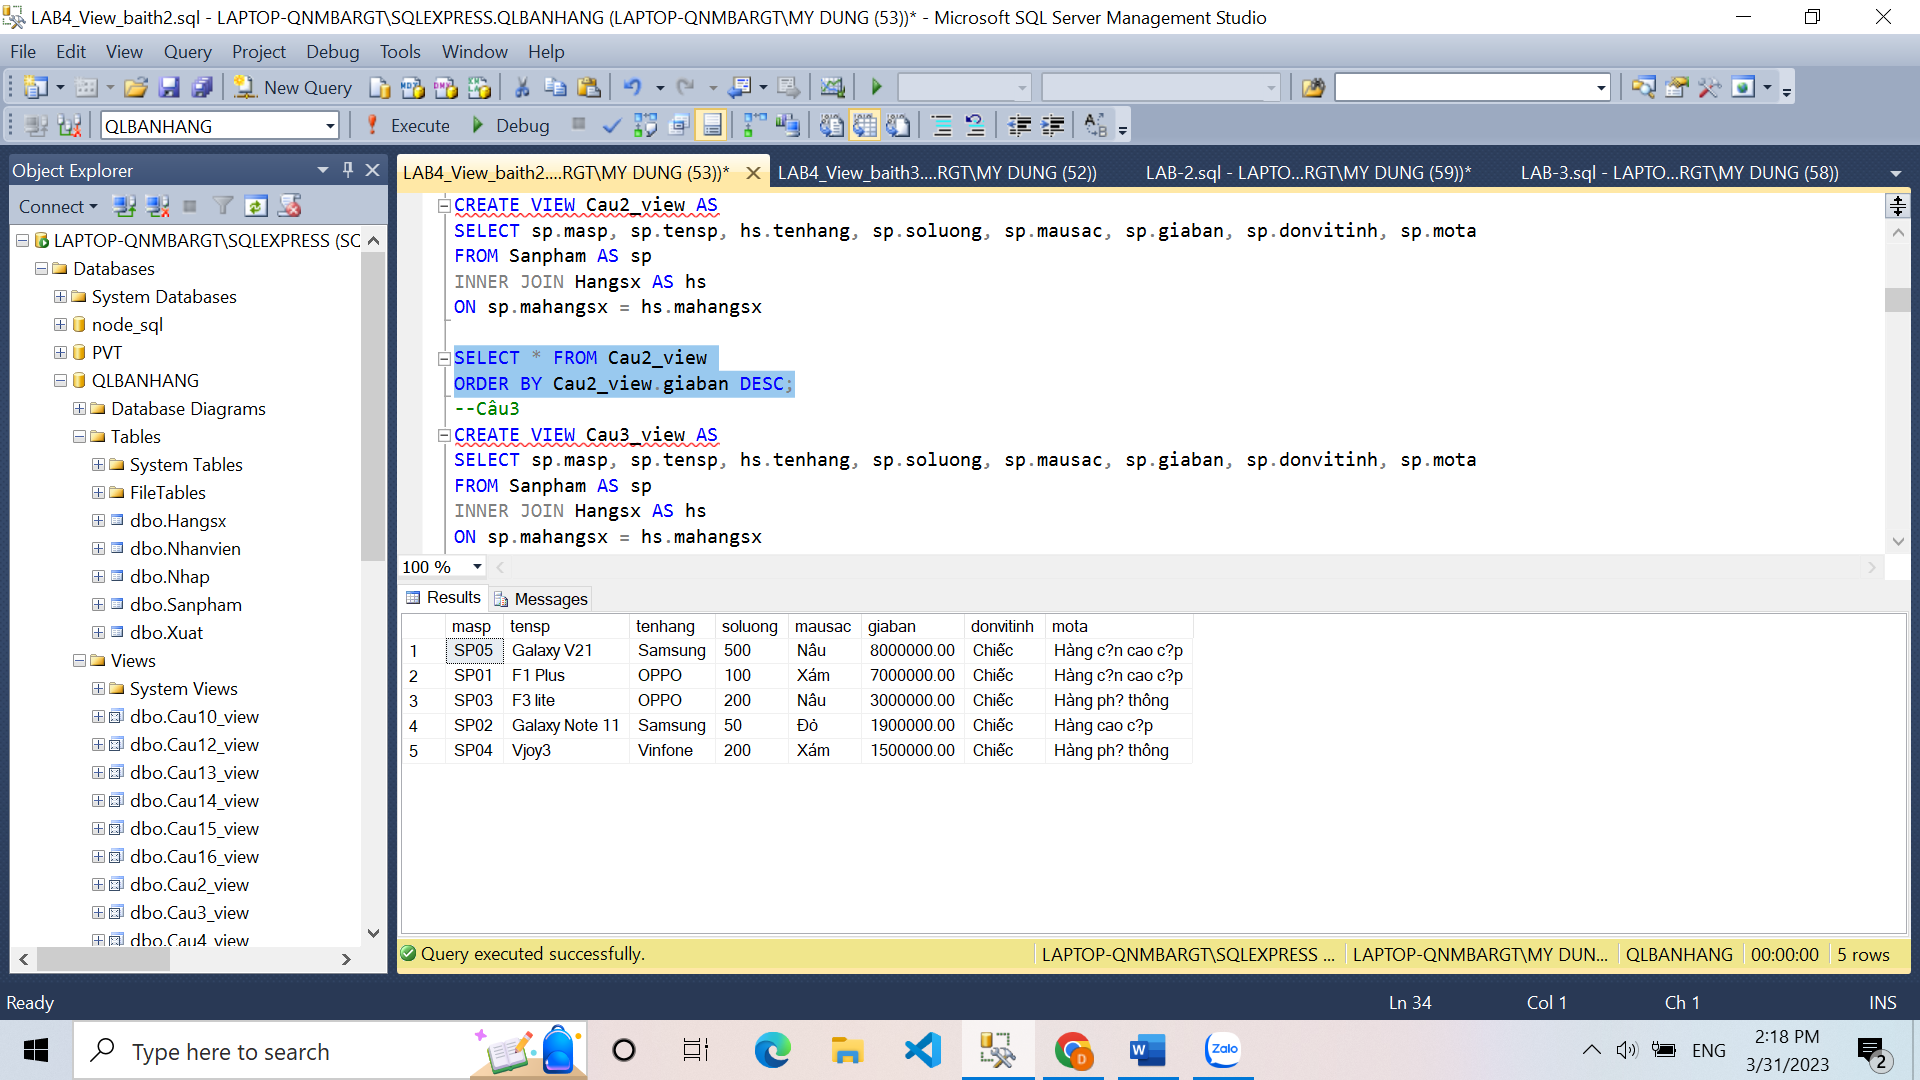 LAB4_View_baith2.sql - LAPTOP-QNMBARGT\SQLEXPRESS.QLBANHANG (LAPTOP-QNMBARGT\MY DUNG (53))* - Microsoft SQL Server Management Studio
File Edit View Query Project Debug Tools Window Help
New Query
QLBANHANG Execute Debug
Object Explorer
Connect
LAPTOP-QNMBARGT\SQLEXPRESS (SC
Databases
System Databases
node_sql
PVT
QLBANHANG
Database Diagrams
Tables
System Tables
FileTables
dbo.Hangsx
dbo.Nhanvien
dbo.Nhap
dbo.Sanpham
dbo.Xuat
Views
System Views
dbo.Cau10_view
dbo.Cau12_view
dbo.Cau13_view
dbo.Cau14_view
dbo.Cau15_view
dbo.Cau16_view
dbo.Cau2_view
dbo.Cau3_view
dbo.Cau4_view
LAB4_View_baith2....RGT\MY DUNG (53))* LAB4_View_baith3....RGT\MY DUNG (52)) LAB-2.sql - LAPTO...RGT\MY DUNG (59))* LAB-3.sql - LAPTO...RGT\MY DUNG (58))
CREATE VIEW Cau2_view AS
SELECT sp.masp, sp.tensp, hs.tenhang, sp.soluong, sp.mausac, sp.giaban, sp.donvitinh, sp.mota
FROM Sanpham AS sp
INNER JOIN Hangsx AS hs
ON sp.mahangsx = hs.mahangsx
SELECT * FROM Cau2_view
ORDER BY Cau2_view.giaban DESC;
--Câu3
CREATE VIEW Cau3_view AS
SELECT sp.masp, sp.tensp, hs.tenhang, sp.soluong, sp.mausac, sp.giaban, sp.donvitinh, sp.mota
FROM Sanpham AS sp
INNER JOIN Hangsx AS hs
ON sp.mahangsx = hs.mahangsx
100 %
Results Messages
masp tensp tenhang soluong mausac giaban donvitinh mota
1 SP05 Galaxy V21 Samsung 500 Nâu 8000000.00 Chiếc Hàng c?n cao c?p
2 SP01 F1 Plus OPPO 100 Xám 7000000.00 Chiếc Hàng c?n cao c?p
3 SP03 F3 lite OPPO 200 Nâu 3000000.00 Chiếc Hàng ph? thông
4 SP02 Galaxy Note 11 Samsung 50 Đỏ 1900000.00 Chiếc Hàng cao c?p
5 SP04 Vjoy3 Vinfone 200 Xám 1500000.00 Chiếc Hàng ph? thông
Query executed successfully. LAPTOP-QNMBARGT\SQLEXPRESS ... LAPTOP-QNMBARGT\MY DUN... QLBANHANG 00:00:00 5 rows
Ready Ln 34 Col 1 Ch 1 INS
Type here to search
Zalo
ENG
2:18 PM
3/31/2023
2